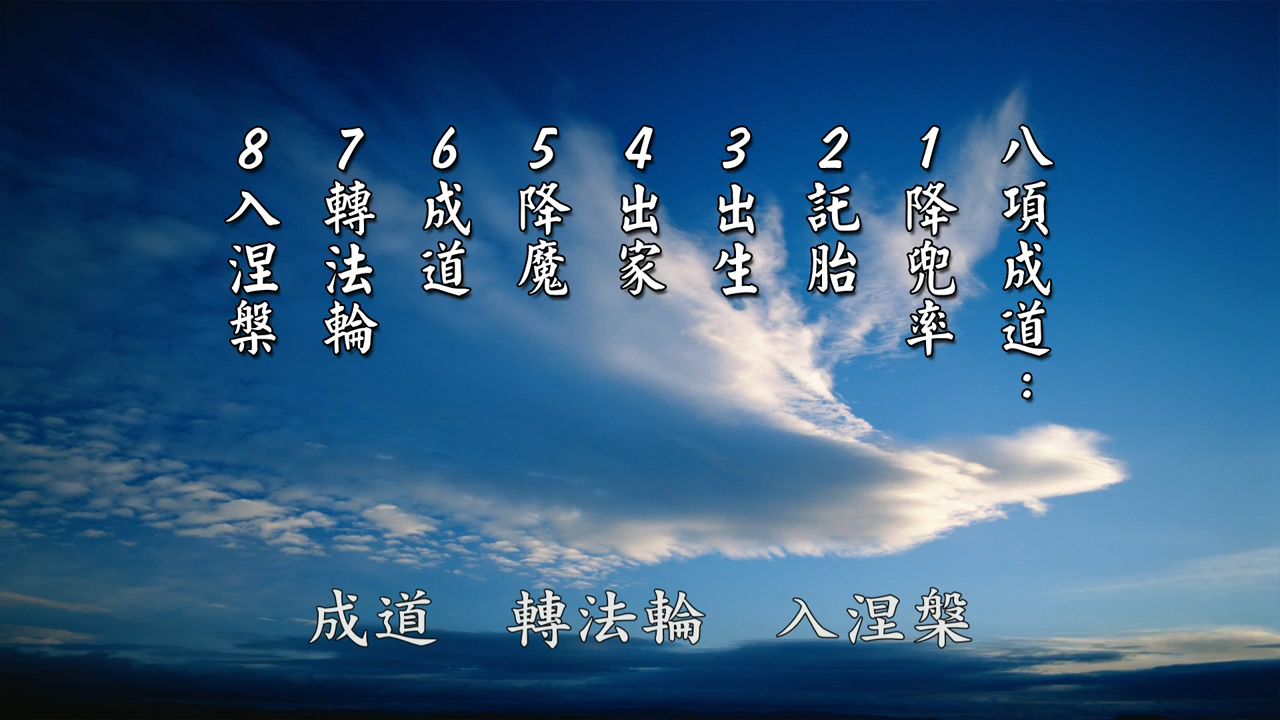 八項成道:
1降兜率
2託胎
3出生
4出家
5降魔
6成道
7轉法輪
8入涅槃
成道 轉法輪 入涅槃